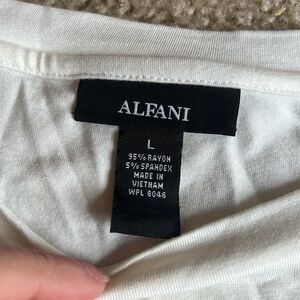 ALFANI
L
95% RAYON
5% SPANDEX
MADE IN
VIETNAM
WPL 8046